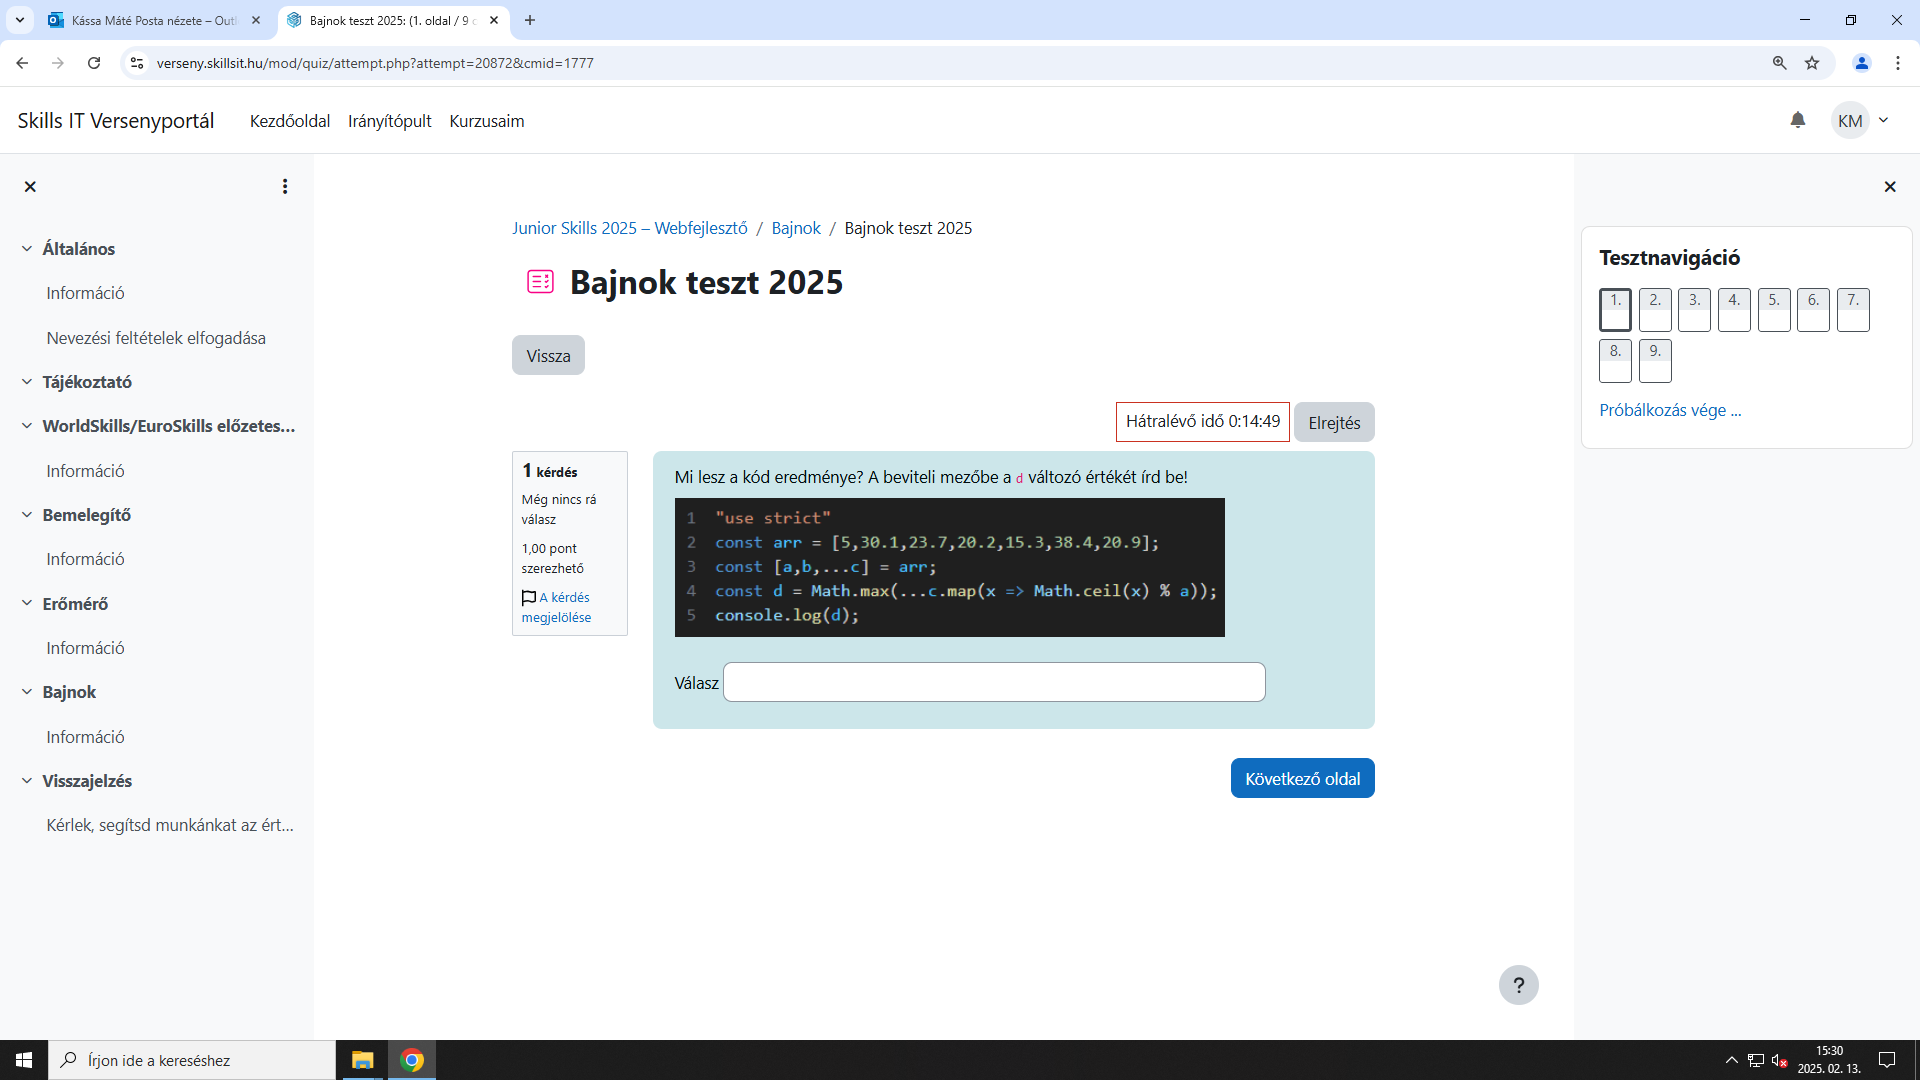 Kássa Máté Posta nézete – Out
Bajnok teszt 2025: (1. oldal / 9
verseny.skillsit.hu/mod/quiz/attempt.php?attempt=20872&cmid=1777
Skills IT Versenyportál
Kezdőoldal
Irányítópult
Kurzusaim
KM
Általános
Információ
Nevezési feltételek elfogadása
Tájékoztató
WorldSkills/EuroSkills előzetes...
Információ
Bemelegítő
Információ
Erőmérő
Információ
Bajnok
Információ
Visszajelzés
Kérlek, segítsd munkánkat az ért...
Junior Skills 2025 – Webfejlesztő / Bajnok / Bajnok teszt 2025
Bajnok teszt 2025
Vissza
Hátralévő idő 0:14:49
Elrejtés
1 kérdés
Még nincs rá
válasz
1,00 pont
szerezhető
A kérdés
megjelölése
Mi lesz a kód eredménye? A beviteli mezőbe a d változó értékét írd be!
1 "use strict"
2 const arr = [5,30.1,23.7,20.2,15.3,38.4,20.9];
3 const [a,b,...c] = arr;
4 const d = Math.max(...c.map(x => Math.ceil(x) % a));
5 console.log(d);
Válasz
Következő oldal
Tesztnavigáció
1. 2. 3. 4. 5. 6. 7.
8. 9.
Próbálkozás vége ...
?
Írjon ide a kereséshez
15:30
2025. 02. 13.